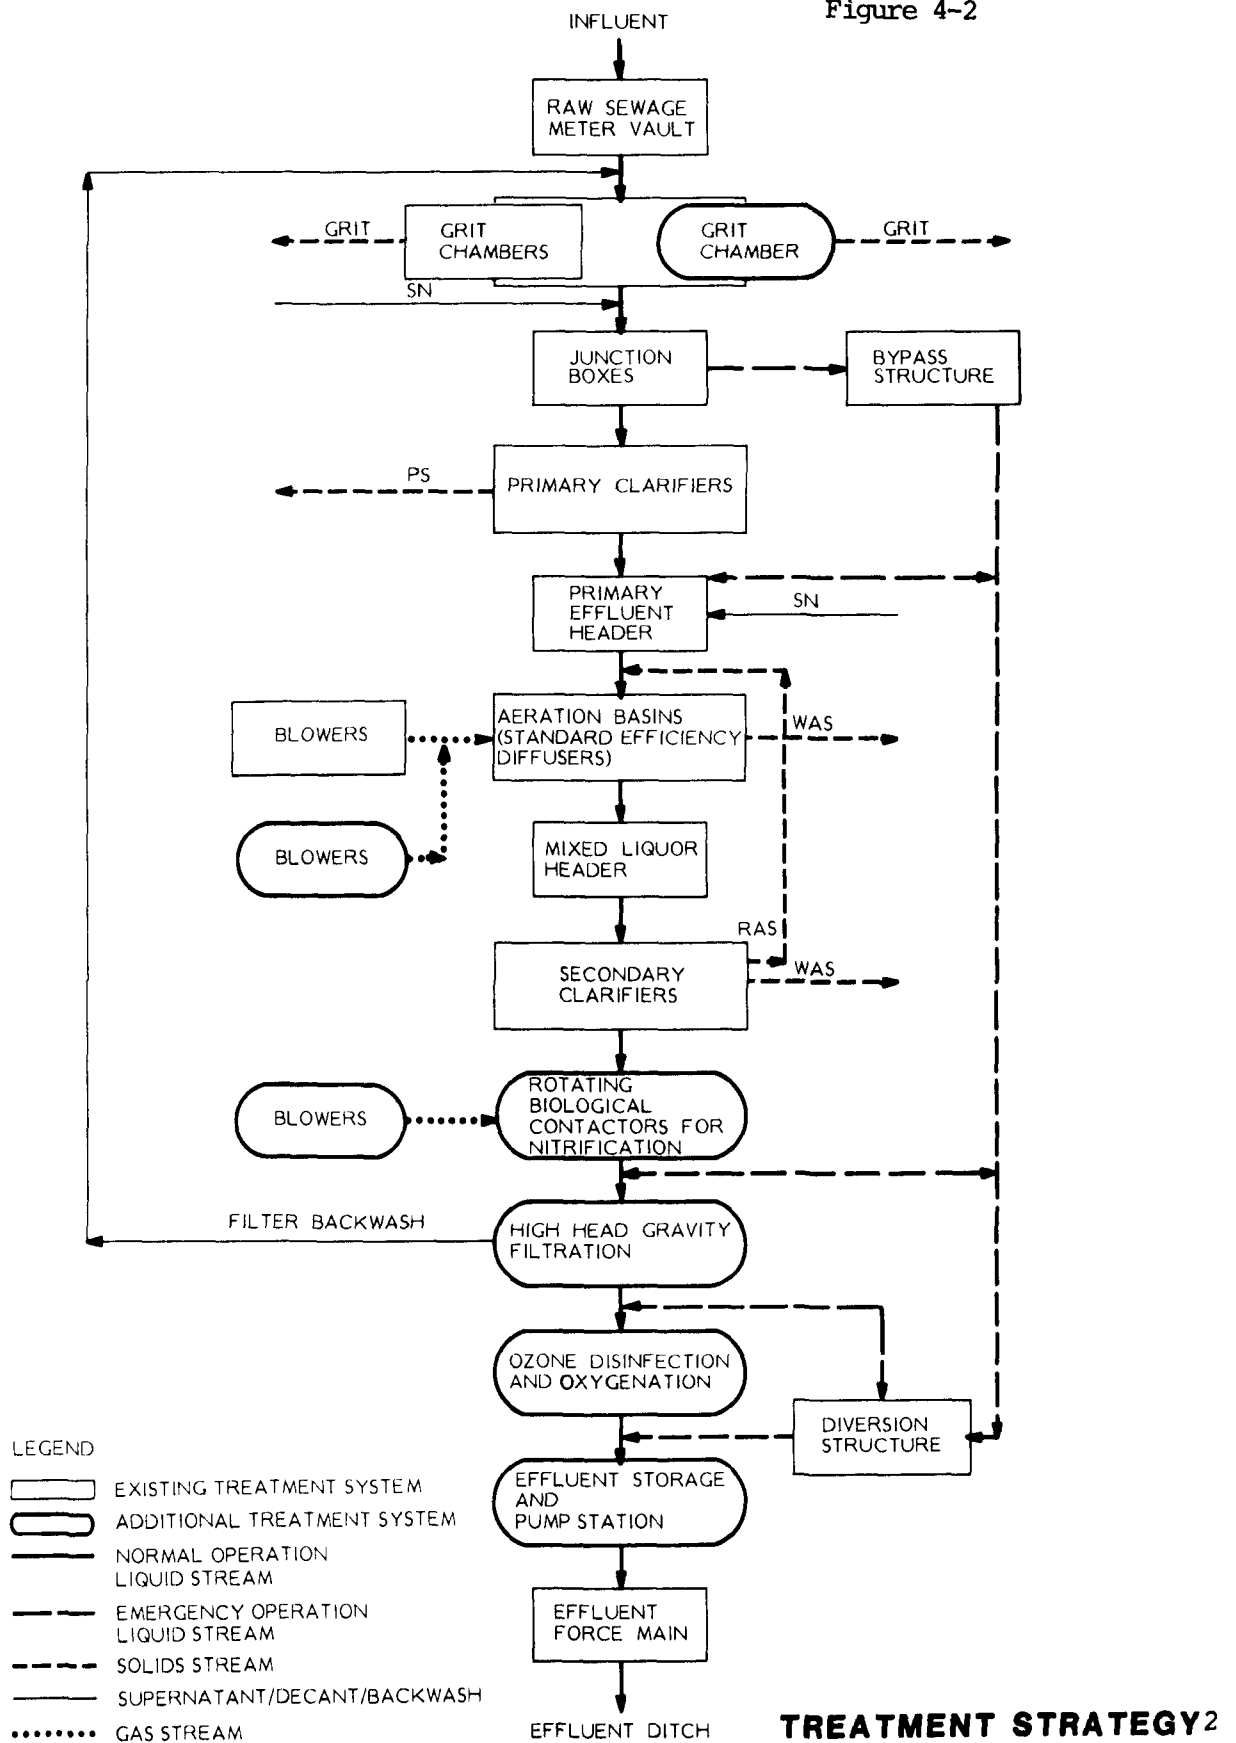 Figure 4-2
INFLUENT
RAW SEWAGE
METER VAULT
GRIT
GRIT
CHAMBERS
GRIT
CHAMBER
GRIT
SN
JUNCTION
BOXES
BYPASS
STRUCTURE
PS
PRIMARY CLARIFIERS
PRIMARY
EFFLUENT
HEADER
SN
BLOWERS
AERATION BASINS
(STANDARD EFFICIENCY
DIFFUSERS)
WAS
BLOWERS
MIXED LIQUOR
HEADER
RAS
SECONDARY
CLARIFIERS
WAS
BLOWERS
ROTATING
BIOLOGICAL
CONTACTORS FOR
NITRIFICATION
FILTER BACKWASH
HIGH HEAD GRAVITY
FILTRATION
OZONE DISINFECTION
AND OXYGENATION
DIVERSION
STRUCTURE
EFFLUENT STORAGE
AND
PUMP STATION
EFFLUENT
FORCE MAIN
EFFLUENT DITCH
LEGEND
EXISTING TREATMENT SYSTEM
ADDITIONAL TREATMENT SYSTEM
NORMAL OPERATION
LIQUID STREAM
EMERGENCY OPERATION
LIQUID STREAM
SOLIDS STREAM
SUPERNATANT/DECANT/BACKWASH
GAS STREAM
TREATMENT STRATEGY 2